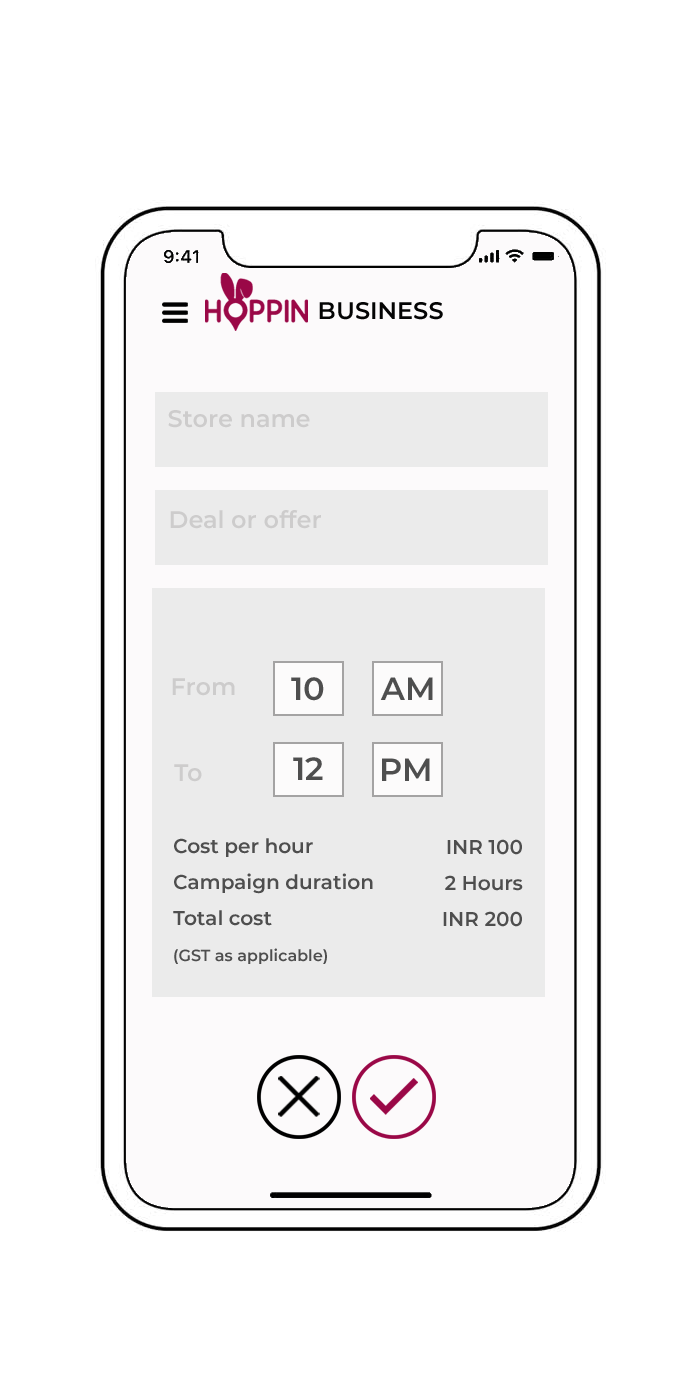 9:41
HOPPIN BUSINESS
Store name
Deal or offer
From 10 AM
To 12 PM
Cost per hour INR 100
Campaign duration 2 Hours
Total cost INR 200
(GST as applicable)